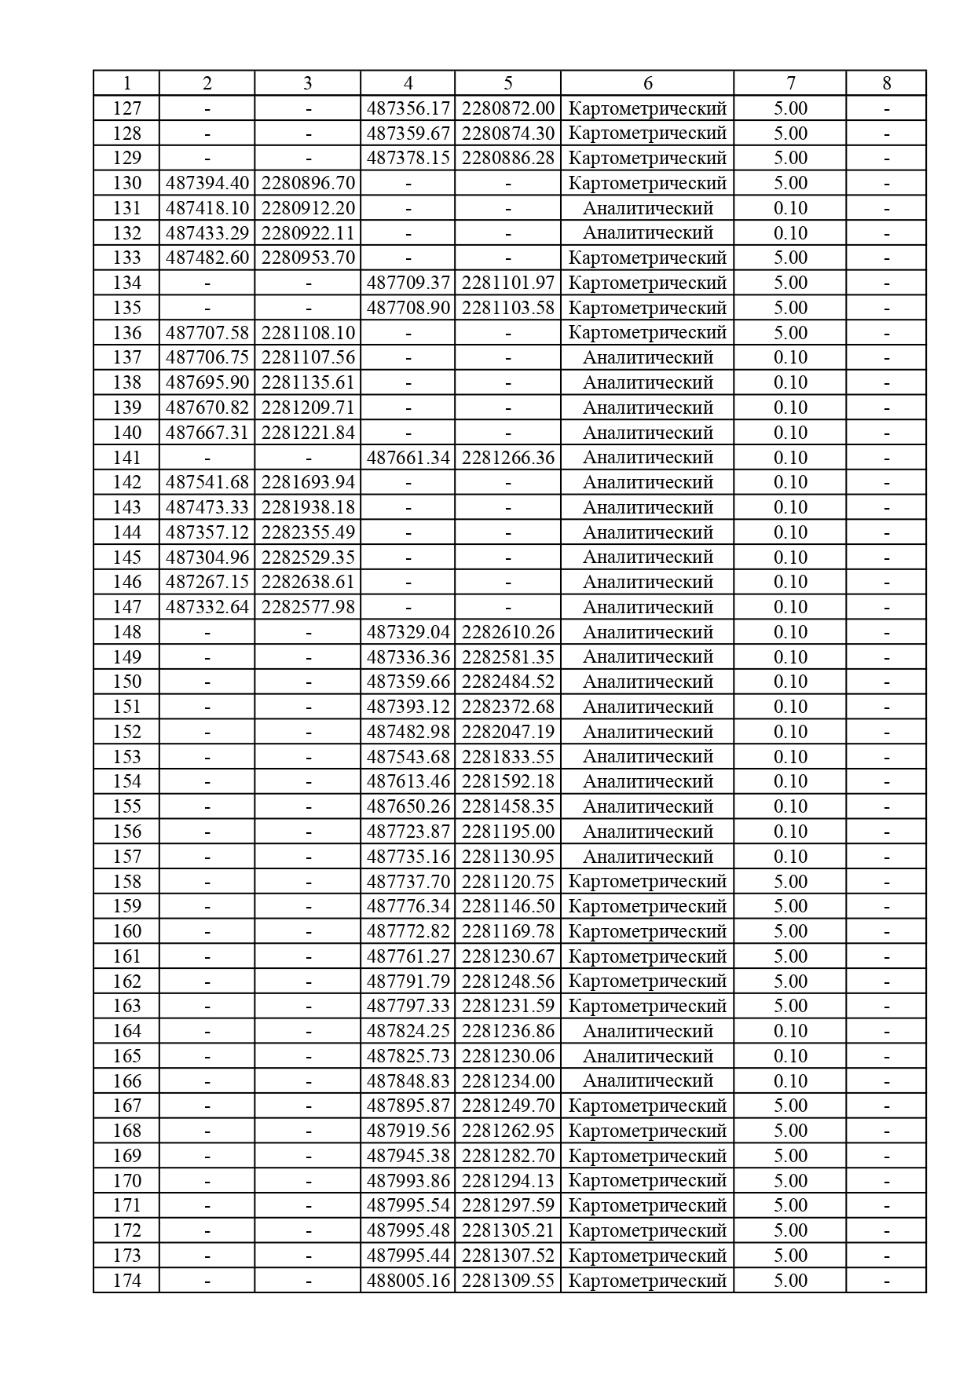 1 2 3 4 5 6 7 8
127 - - 487356.17 2280872.00 Картометрический 5.00 -
128 - - 487359.67 2280874.30 Картометрический 5.00 -
129 - - 487378.15 2280886.28 Картометрический 5.00 -
130 487394.40 2280896.70 - - Картометрический 5.00 -
131 487418.10 2280912.20 - - Аналитический 0.10 -
132 487433.29 2280922.11 - - Аналитический 0.10 -
133 487482.60 2280953.70 - - Картометрический 5.00 -
134 - - 487709.37 2281101.97 Картометрический 5.00 -
135 - - 487708.90 2281103.58 Картометрический 5.00 -
136 487707.58 2281108.10 - - Картометрический 5.00 -
137 487706.75 2281107.56 - - Аналитический 0.10 -
138 487695.90 2281135.61 - - Аналитический 0.10 -
139 487670.82 2281209.71 - - Аналитический 0.10 -
140 487667.31 2281221.84 - - Аналитический 0.10 -
141 - - 487661.34 2281266.36 Аналитический 0.10 -
142 487541.68 2281693.94 - - Аналитический 0.10 -
143 487473.33 2281938.18 - - Аналитический 0.10 -
144 487357.12 2282355.49 - - Аналитический 0.10 -
145 487304.96 2282529.35 - - Аналитический 0.10 -
146 487267.15 2282638.61 - - Аналитический 0.10 -
147 487332.64 2282577.98 - - Аналитический 0.10 -
148 - - 487329.04 2282610.26 Аналитический 0.10 -
149 - - 487336.36 2282581.35 Аналитический 0.10 -
150 - - 487359.66 2282484.52 Аналитический 0.10 -
151 - - 487393.12 2282372.68 Аналитический 0.10 -
152 - - 487482.98 2282047.19 Аналитический 0.10 -
153 - - 487543.68 2281833.55 Аналитический 0.10 -
154 - - 487613.46 2281592.18 Аналитический 0.10 -
155 - - 487650.26 2281458.35 Аналитический 0.10 -
156 - - 487723.87 2281195.00 Аналитический 0.10 -
157 - - 487735.16 2281130.95 Аналитический 0.10 -
158 - - 487737.70 2281120.75 Картометрический 5.00 -
159 - - 487776.34 2281146.50 Картометрический 5.00 -
160 - - 487772.82 2281169.78 Картометрический 5.00 -
161 - - 487761.27 2281230.67 Картометрический 5.00 -
162 - - 487791.79 2281248.56 Картометрический 5.00 -
163 - - 487797.33 2281231.59 Картометрический 5.00 -
164 - - 487824.25 2281236.86 Аналитический 0.10 -
165 - - 487825.73 2281230.06 Аналитический 0.10 -
166 - - 487848.83 2281234.00 Аналитический 0.10 -
167 - - 487895.87 2281249.70 Картометрический 5.00 -
168 - - 487919.56 2281262.95 Картометрический 5.00 -
169 - - 487945.38 2281282.70 Картометрический 5.00 -
170 - - 487993.86 2281294.13 Картометрический 5.00 -
171 - - 487995.54 2281297.59 Картометрический 5.00 -
172 - - 487995.48 2281305.21 Картометрический 5.00 -
173 - - 487995.44 2281307.52 Картометрический 5.00 -
174 - - 488005.16 2281309.55 Картометрический 5.00 -